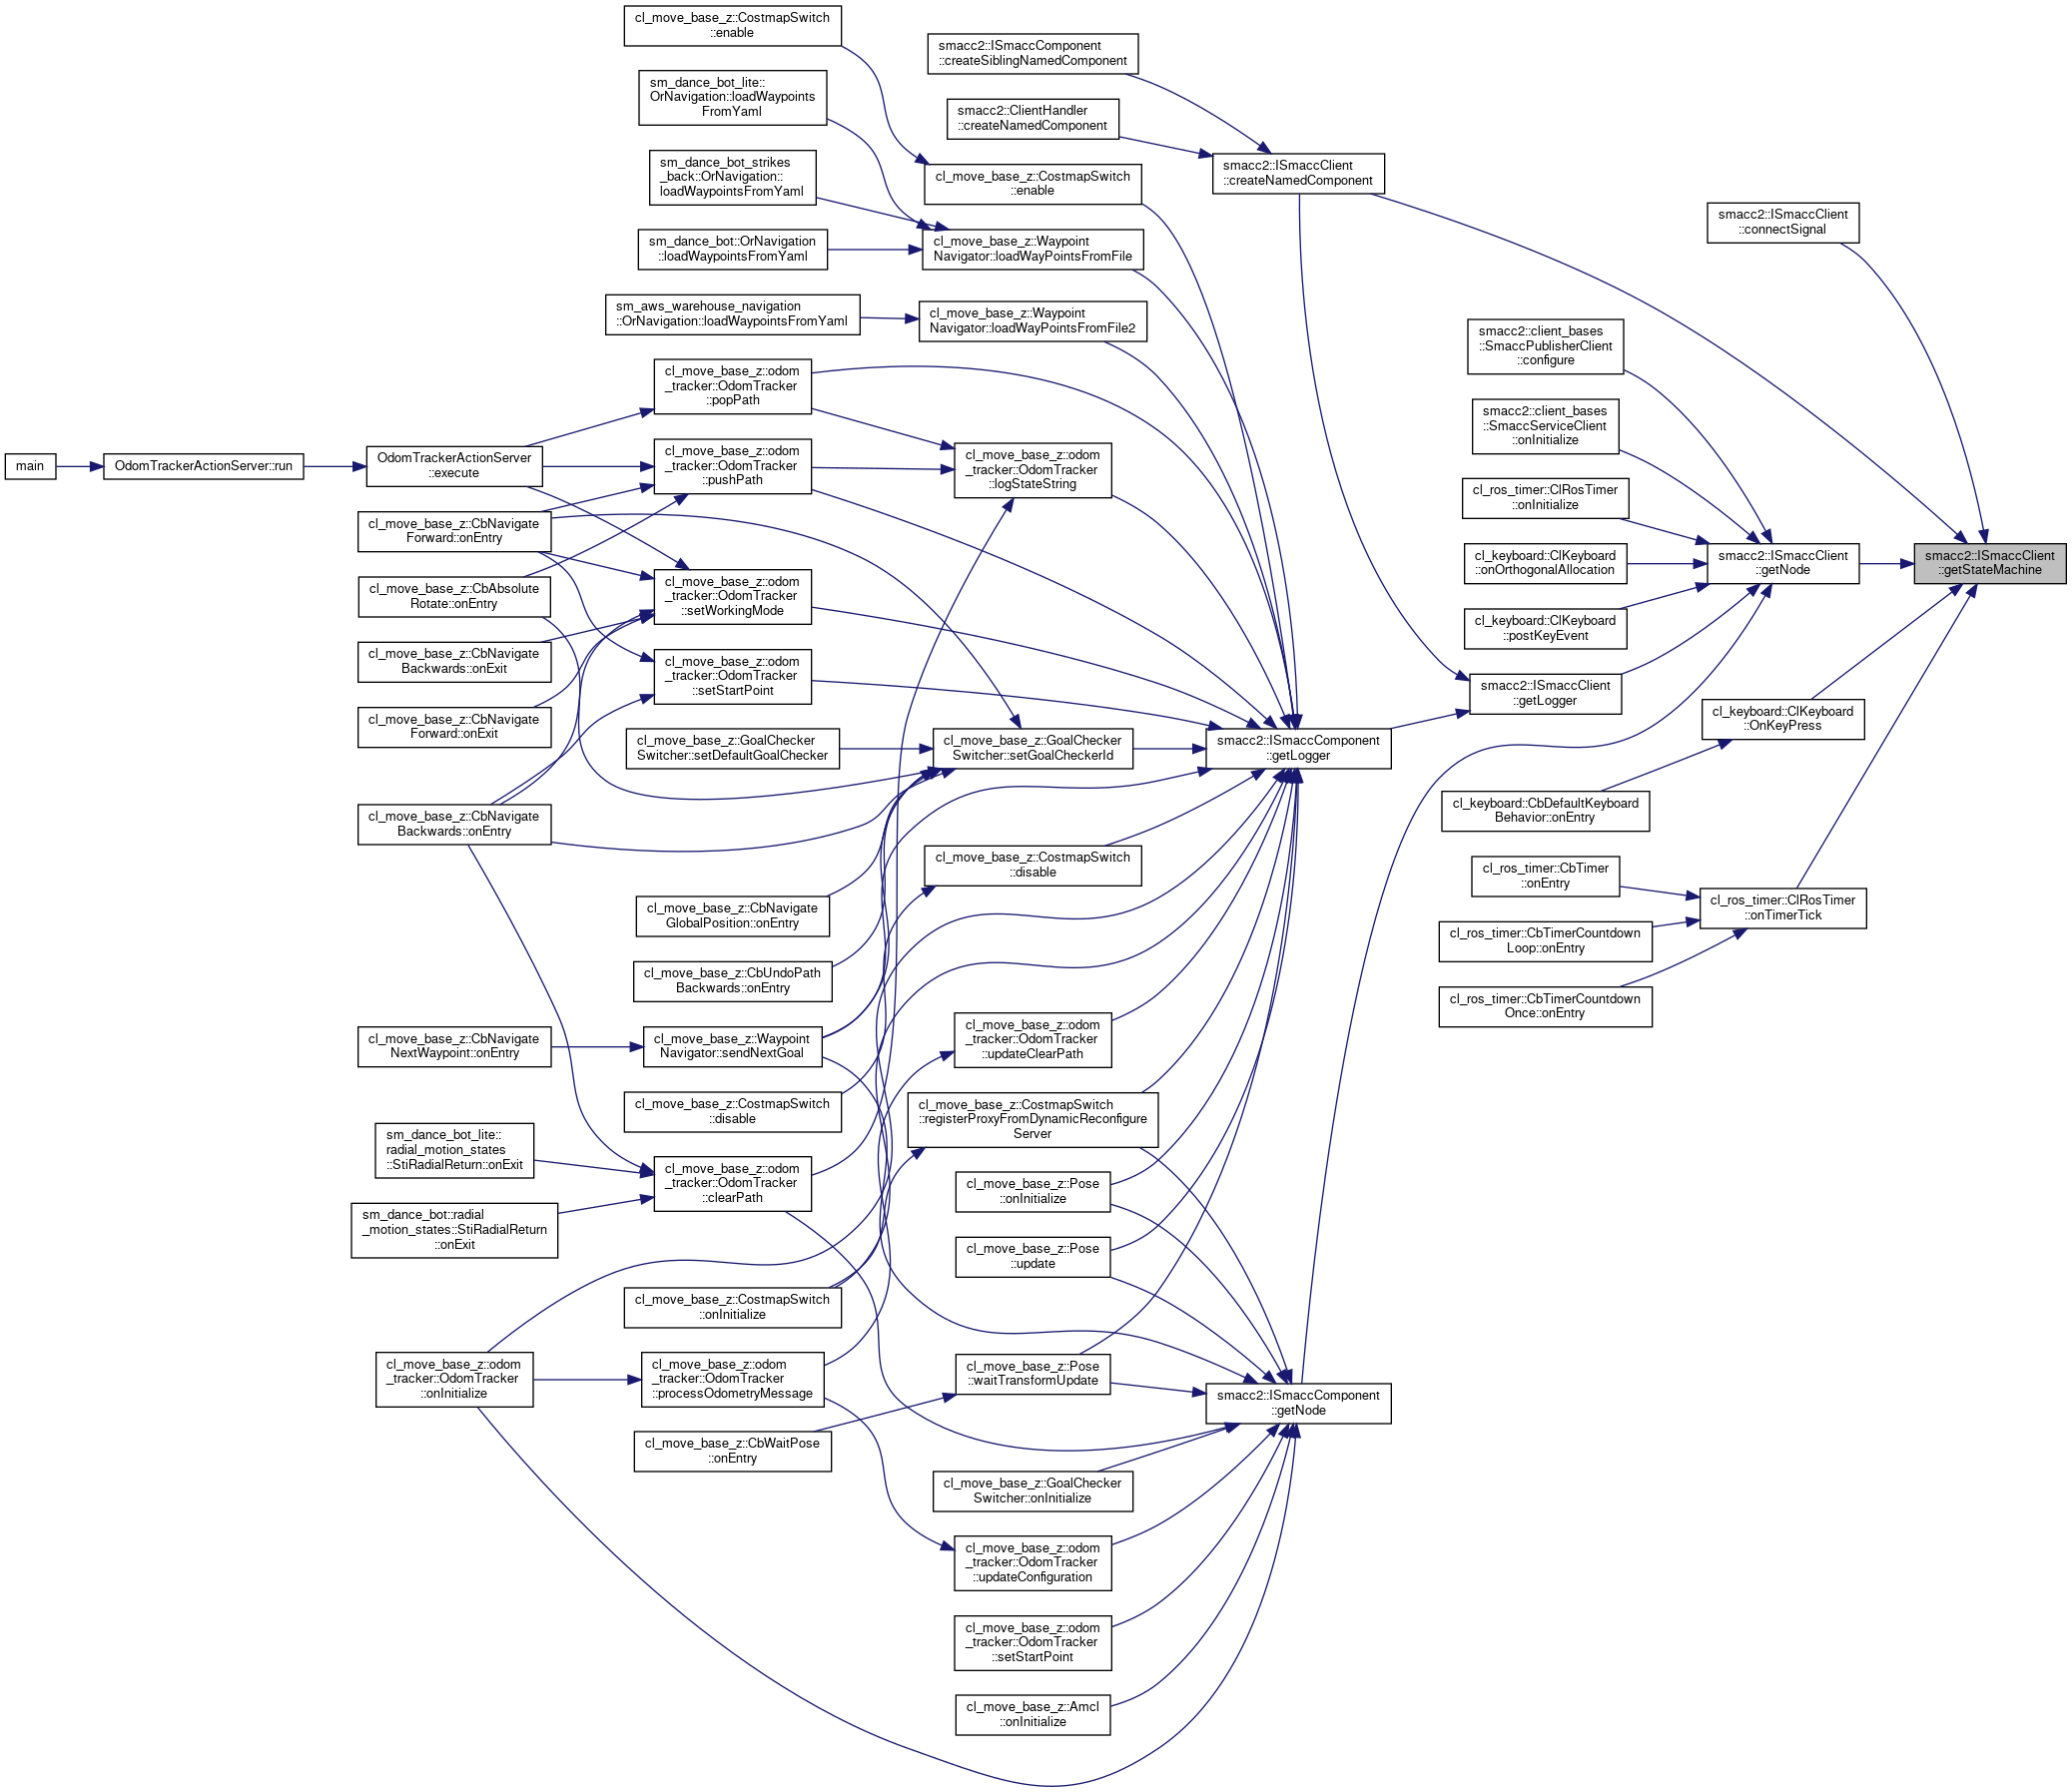 main
OdomTrackerActionServer::run
OdomTrackerActionServer
::execute
cl_move_base_z::CbNavigate
Forward::onEntry
cl_move_base_z::CbAbsolute
Rotate::onEntry
cl_move_base_z::CbNavigate
Backwards::onExit
cl_move_base_z::CbNavigate
Forward::onExit
cl_move_base_z::CbNavigate
Backwards::onEntry
cl_move_base_z::CbNavigate
NextWaypoint::onEntry
sm_dance_bot_lite::
radial_motion_states
::StiRadialReturn::onExit
sm_dance_bot::radial
_motion_states::StiRadialReturn
::onExit
cl_move_base_z::odom
_tracker::OdomTracker
::onInitialize
cl_move_base_z::CostmapSwitch
::enable
sm_dance_bot_lite::
OrNavigation::loadWaypoints
FromYaml
sm_dance_bot_strikes
_back::OrNavigation::
loadWaypointsFromYaml
sm_dance_bot::OrNavigation
::loadWaypointsFromYaml
sm_aws_warehouse_navigation
::OrNavigation::loadWaypointsFromYaml
cl_move_base_z::odom
_tracker::OdomTracker
::popPath
cl_move_base_z::odom
_tracker::OdomTracker
::pushPath
cl_move_base_z::odom
_tracker::OdomTracker
::setWorkingMode
cl_move_base_z::odom
_tracker::OdomTracker
::setStartPoint
cl_move_base_z::GoalChecker
Switcher::setDefaultGoalChecker
cl_move_base_z::CbNavigate
GlobalPosition::onEntry
cl_move_base_z::CbUndoPath
Backwards::onEntry
cl_move_base_z::Waypoint
Navigator::sendNextGoal
cl_move_base_z::CostmapSwitch
::disable
cl_move_base_z::odom
_tracker::OdomTracker
::clearPath
cl_move_base_z::CostmapSwitch
::onInitialize
cl_move_base_z::odom
_tracker::OdomTracker
::processOdometryMessage
cl_move_base_z::CbWaitPose
::onEntry
smacc2::ISmaccComponent
::createSiblingNamedComponent
smacc2::ClientHandler
::createNamedComponent
cl_move_base_z::CostmapSwitch
::enable
cl_move_base_z::Waypoint
Navigator::loadWayPointsFromFile
cl_move_base_z::Waypoint
Navigator::loadWayPointsFromFile2
cl_move_base_z::odom
_tracker::OdomTracker
::logStateString
cl_move_base_z::GoalChecker
Switcher::setGoalCheckerId
cl_move_base_z::CostmapSwitch
::disable
cl_move_base_z::odom
_tracker::OdomTracker
::updateClearPath
cl_move_base_z::CostmapSwitch
::registerProxyFromDynamicReconfigure
Server
cl_move_base_z::Pose
::onInitialize
cl_move_base_z::Pose
::update
cl_move_base_z::Pose
::waitTransformUpdate
cl_move_base_z::GoalChecker
Switcher::onInitialize
cl_move_base_z::odom
_tracker::OdomTracker
::updateConfiguration
cl_move_base_z::odom
_tracker::OdomTracker
::setStartPoint
cl_move_base_z::Amcl
::onInitialize
smacc2::ISmaccClient
::createNamedComponent
smacc2::ISmaccComponent
::getLogger
smacc2::ISmaccComponent
::getNode
smacc2::client_bases
::SmaccPublisherClient
::configure
smacc2::client_bases
::SmaccServiceClient
::onInitialize
cl_ros_timer::ClRosTimer
::onInitialize
cl_keyboard::ClKeyboard
::onOrthogonalAllocation
cl_keyboard::ClKeyboard
::postKeyEvent
smacc2::ISmaccClient
::getLogger
cl_keyboard::CbDefaultKeyboard
Behavior::onEntry
cl_ros_timer::CbTimer
::onEntry
cl_ros_timer::CbTimerCountdown
Loop::onEntry
cl_ros_timer::CbTimerCountdown
Once::onEntry
smacc2::ISmaccClient
::connectSignal
smacc2::ISmaccClient
::getNode
cl_keyboard::ClKeyboard
::OnKeyPress
cl_ros_timer::ClRosTimer
::onTimerTick
smacc2::ISmaccClient
::getStateMachine